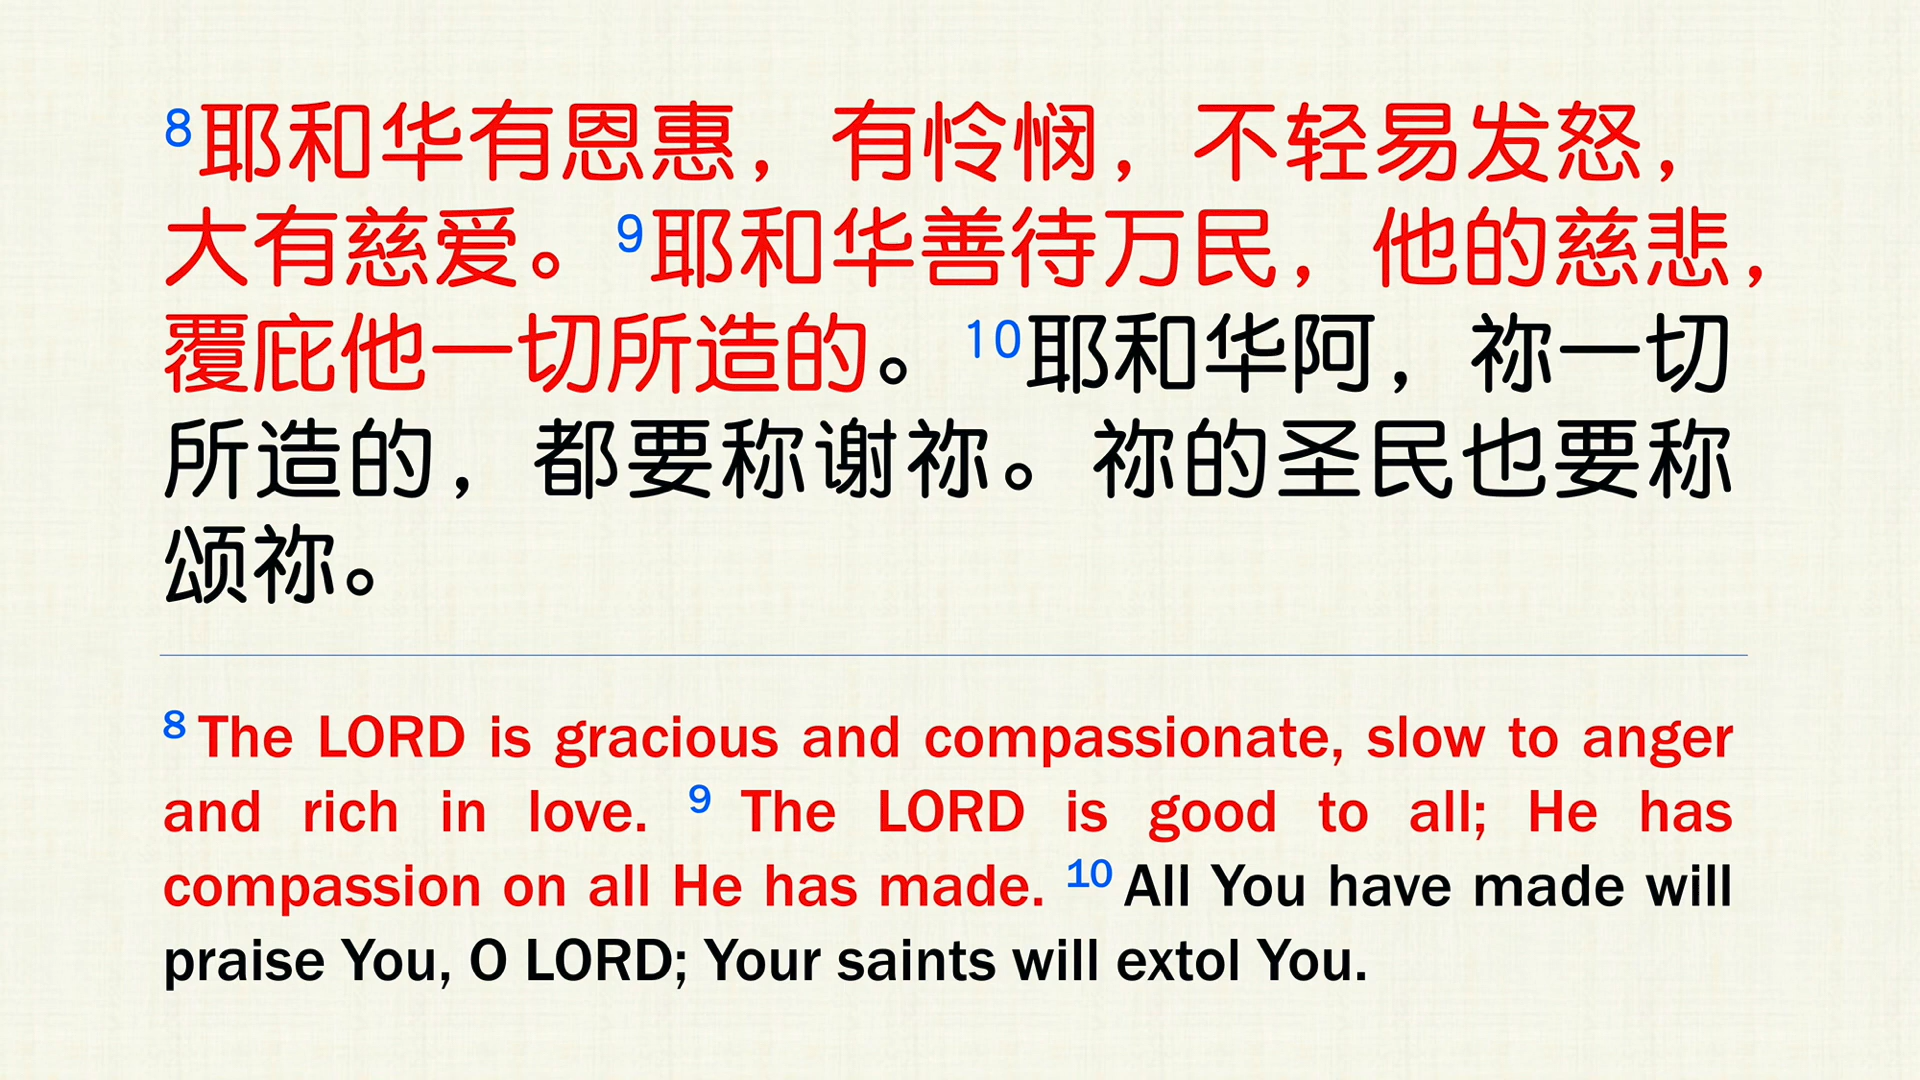 8耶和华有恩惠，有怜悯，不轻易发怒，
大有慈爱。9耶和华善待万民，他的慈悲，
覆庇他一切所造的。10耶和华阿，祢一切
所造的，都要称谢祢。祢的圣民也要称
颂祢。
8 The LORD is gracious and compassionate, slow to anger
and rich in love. 9 The LORD is good to all; He has
compassion on all He has made. 10 All You have made will
praise You, O LORD; Your saints will extol You.